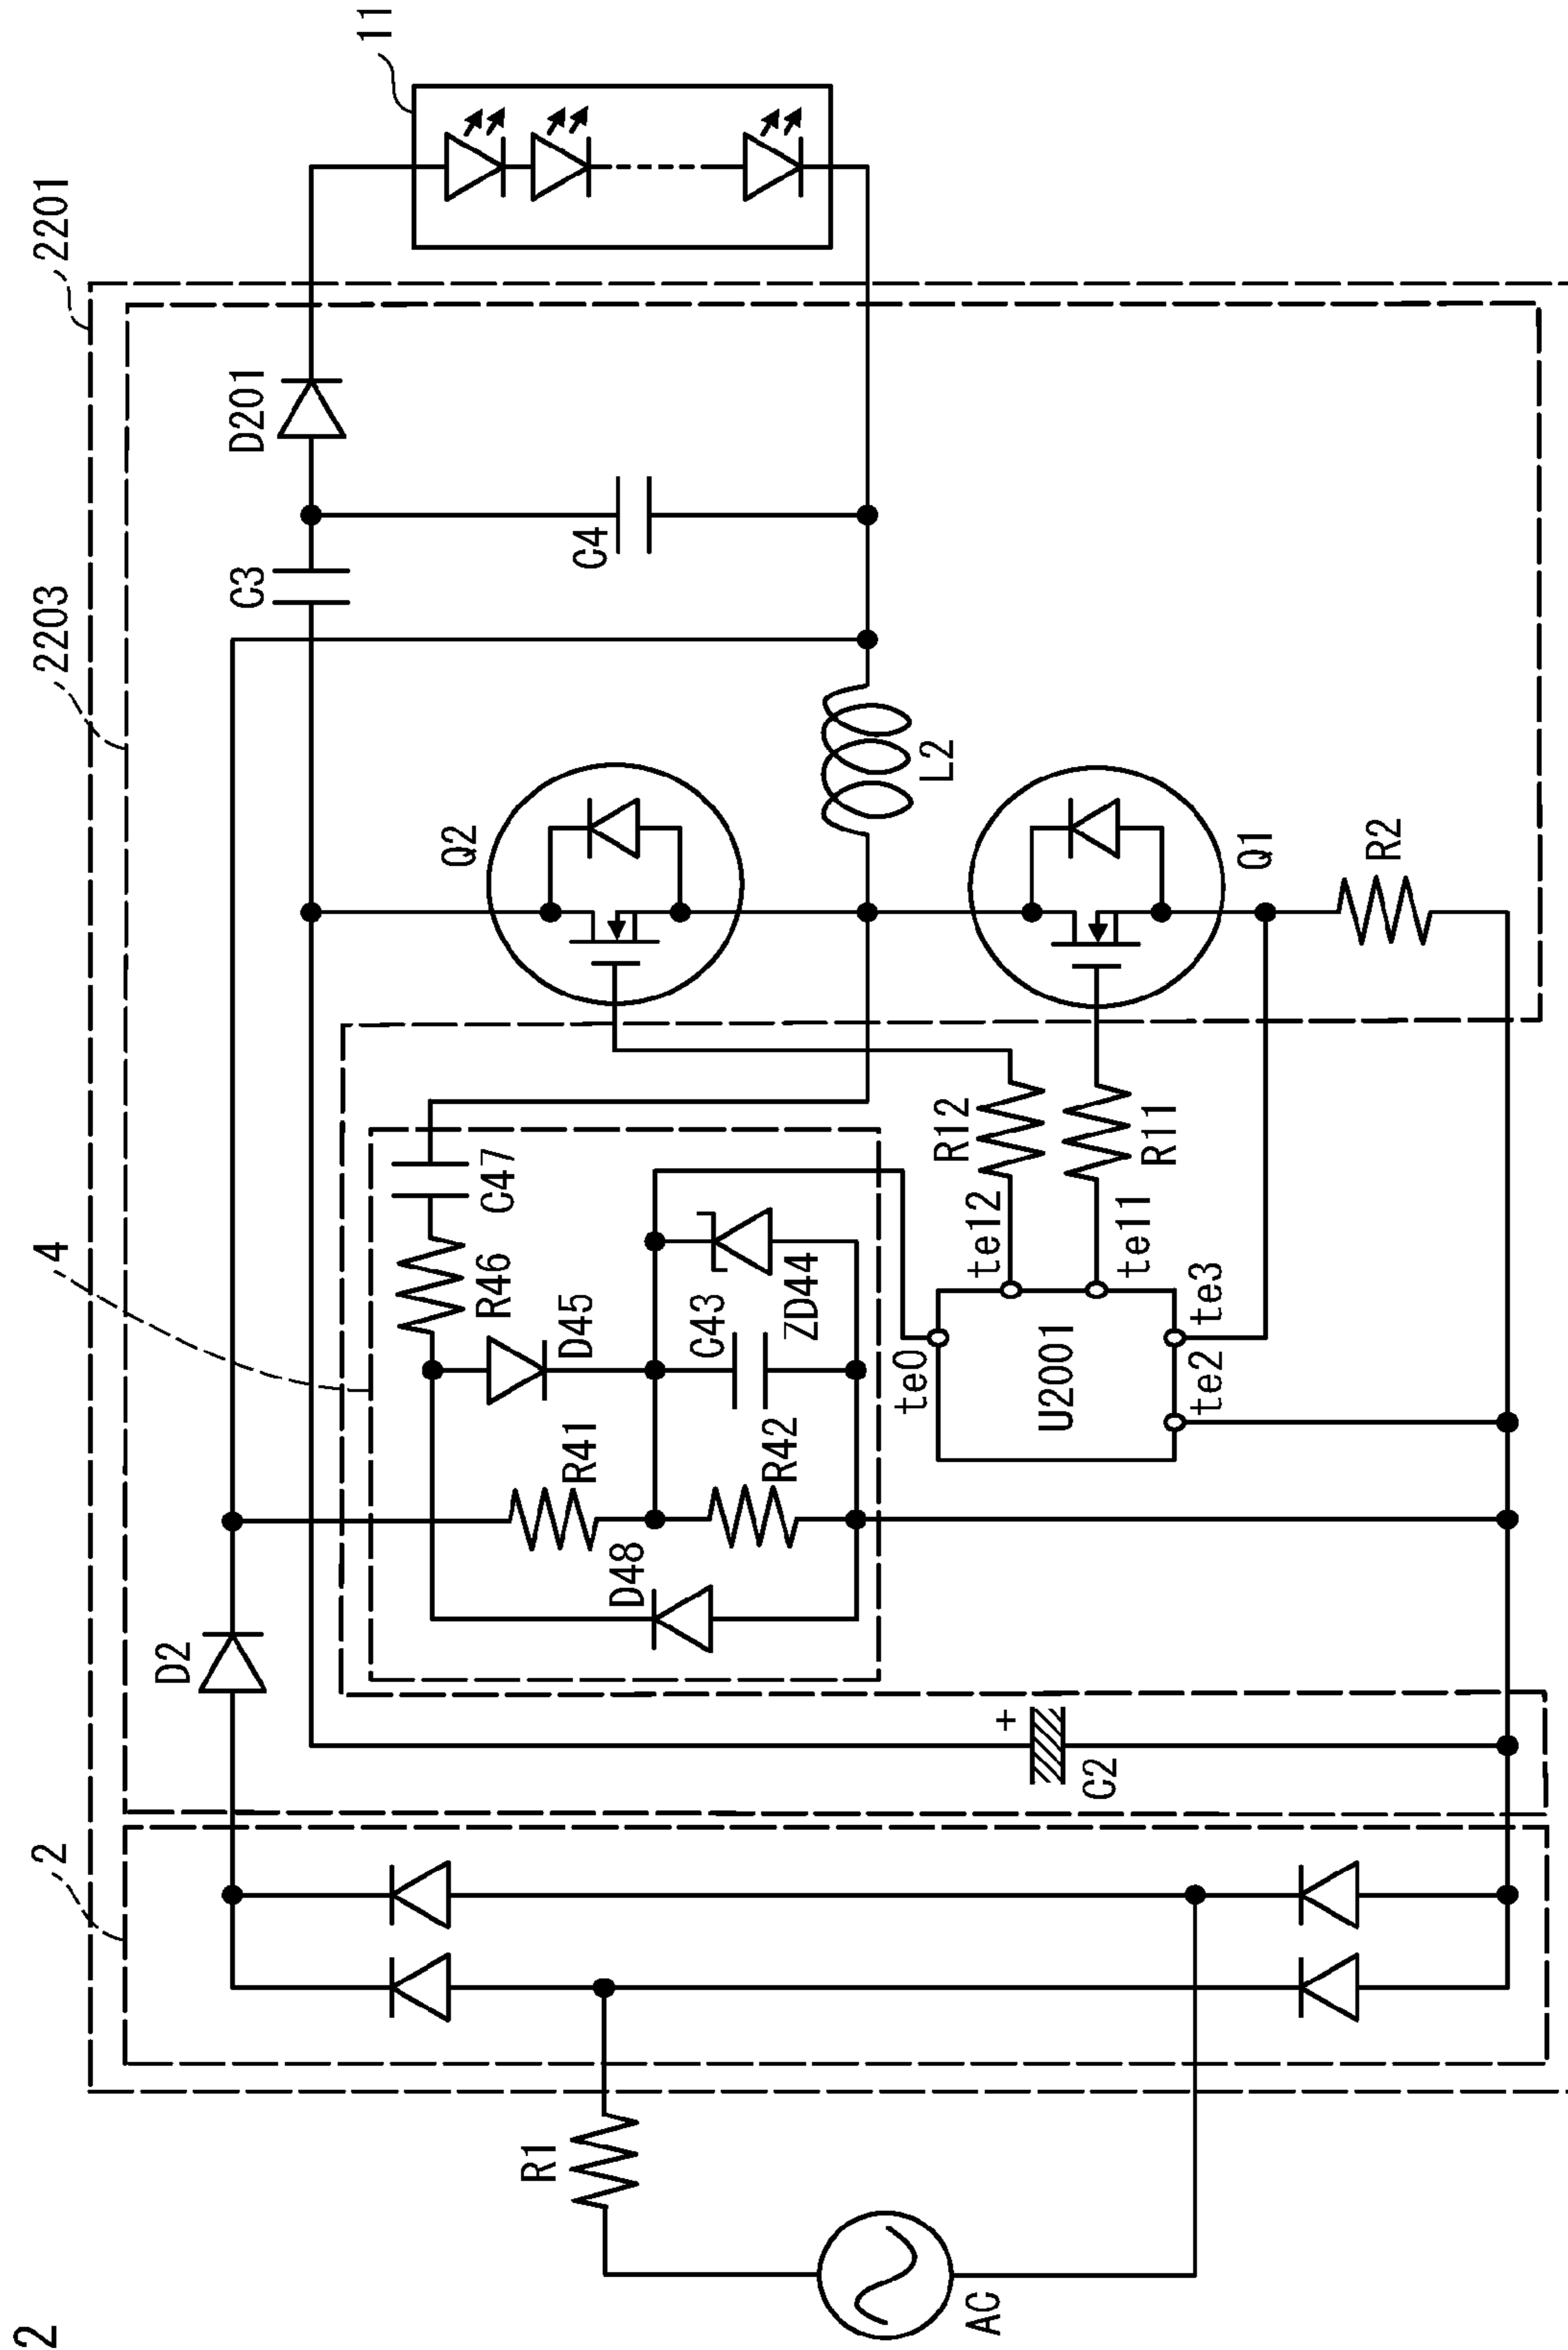 2
2201
2203
2
4
11
D2
D201
C3
C4
Q2
L2
Q1
R2
C47
R46
D45
R41
D48
R42
C43
ZD44
R12
R11
te12
te11
te0
U2001
te2
te3
C2
+
R1
AC